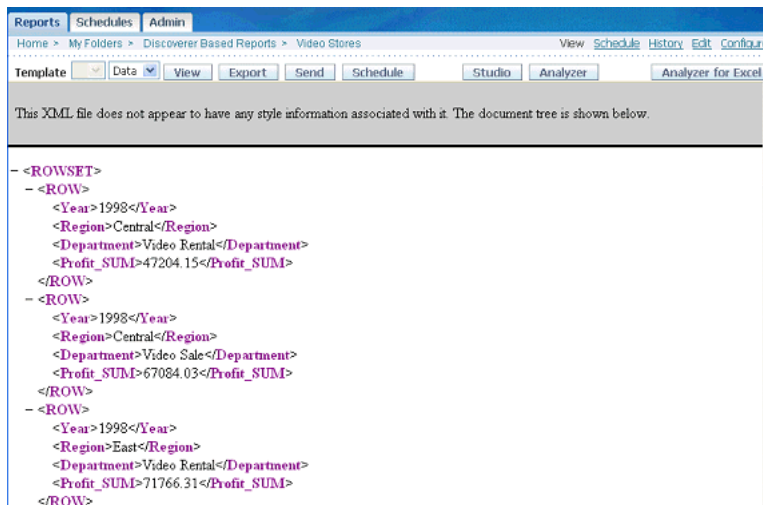 Reports Schedules Admin
Home > My Folders > Discoverer Based Reports > Video Stores View Schedule History Edit Configure
Template Data View Export Send Schedule Studio Analyzer Analyzer for Excel
This XML file does not appear to have any style information associated with it. The document tree is shown below.
− <ROWSET>
− <ROW>
<Year>1998</Year>
<Region>Central</Region>
<Department>Video Rental</Department>
<Profit_SUM>47204.15</Profit_SUM>
</ROW>
− <ROW>
<Year>1998</Year>
<Region>Central</Region>
<Department>Video Sale</Department>
<Profit_SUM>67084.03</Profit_SUM>
</ROW>
− <ROW>
<Year>1998</Year>
<Region>East</Region>
<Department>Video Rental</Department>
<Profit_SUM>71766.31</Profit_SUM>
</ROW>